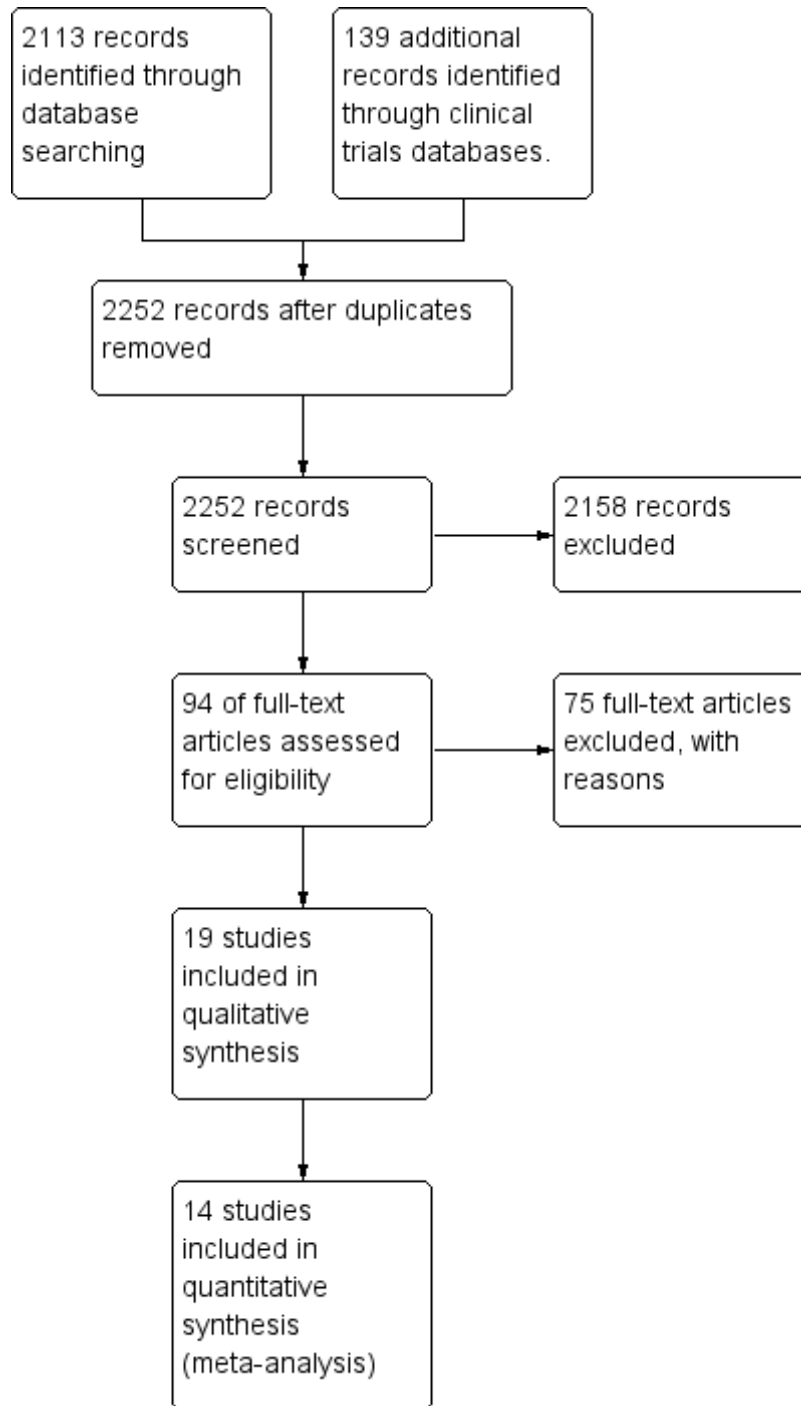 2113 records
identified through
database
searching
139 additional
records identified
through clinical
trials databases.
2252 records after duplicates
removed
2252 records
screened
2158 records
excluded
94 of full-text
articles assessed
for eligibility
75 full-text articles
excluded, with
reasons
19 studies
included in
qualitative
synthesis
14 studies
included in
quantitative
synthesis
(meta-analysis)